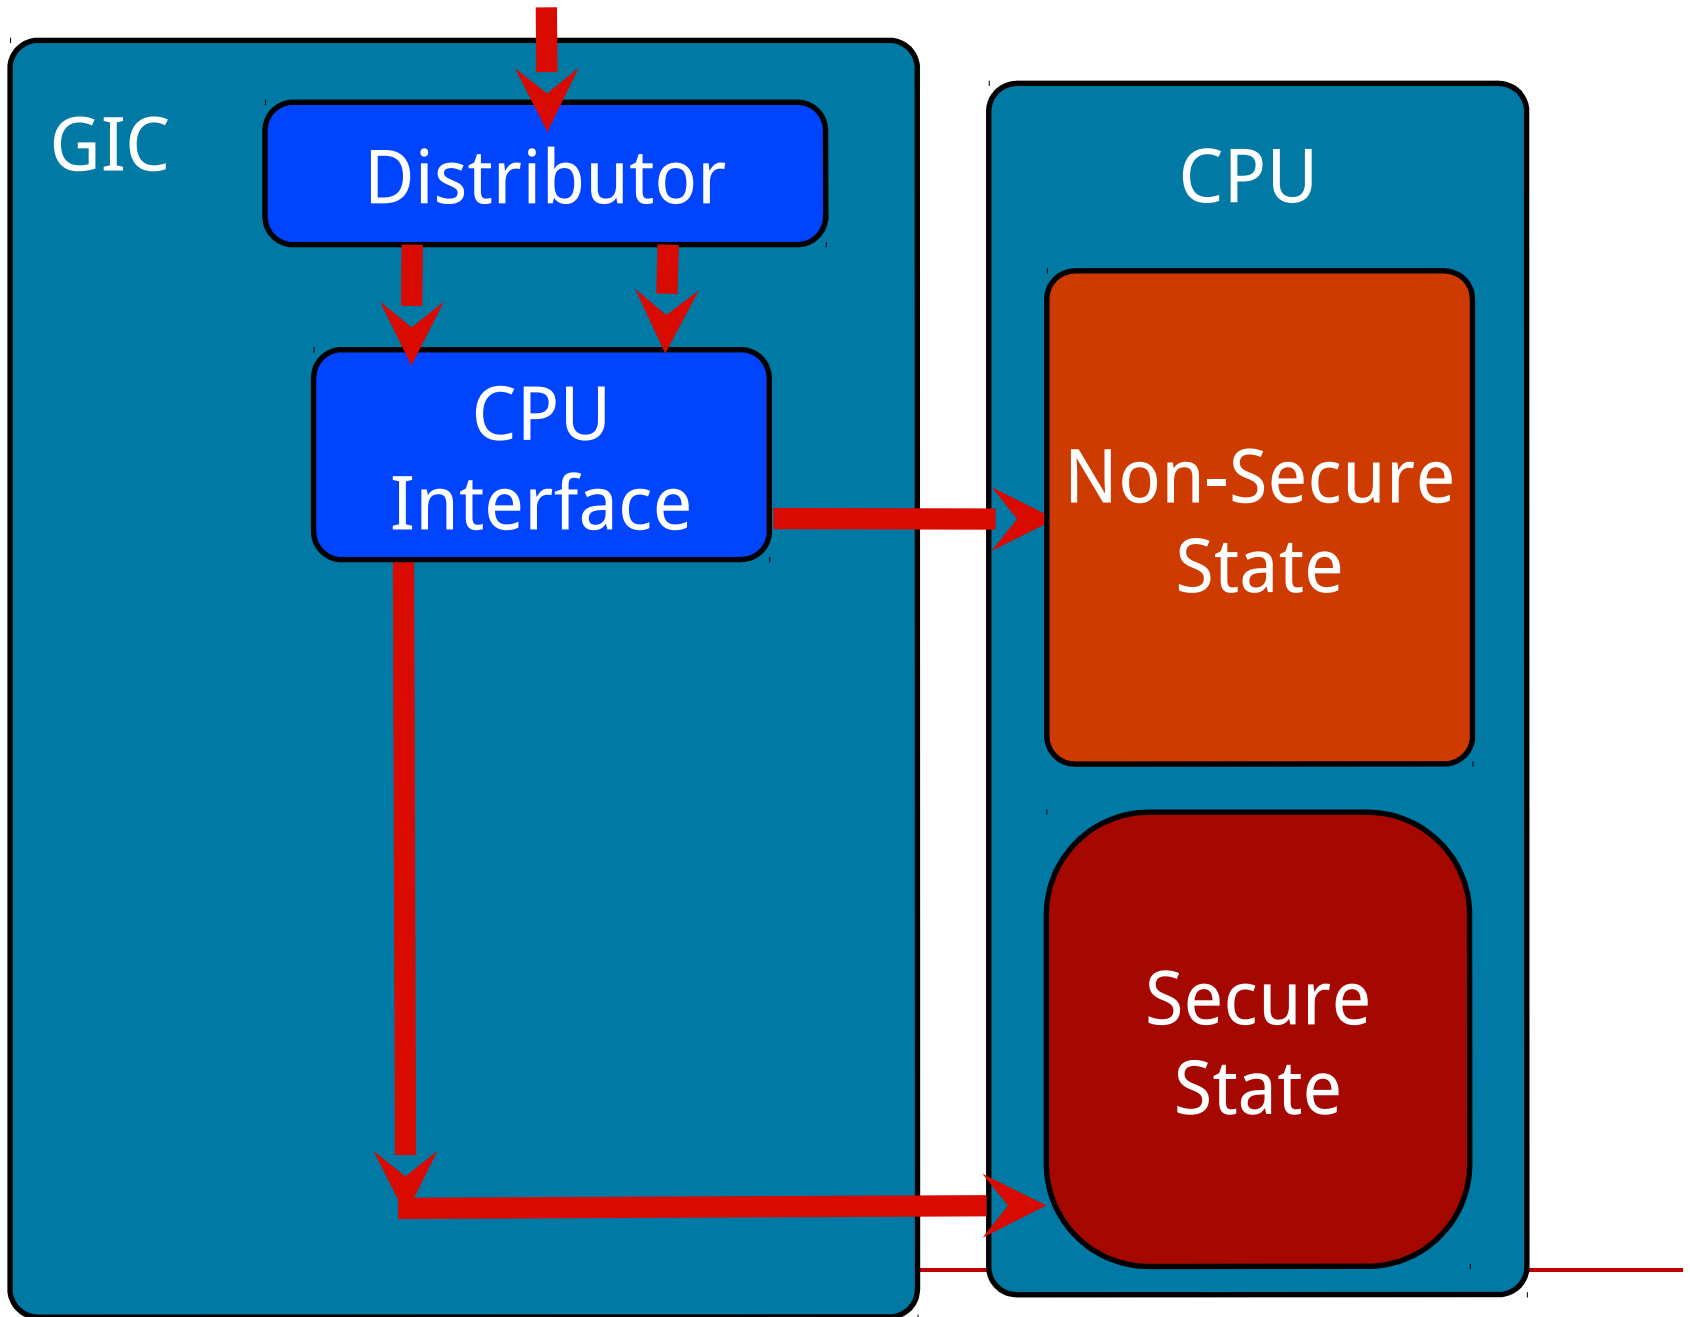 GIC
Distributor
CPU
Interface
CPU
Non-Secure
State
Secure
State